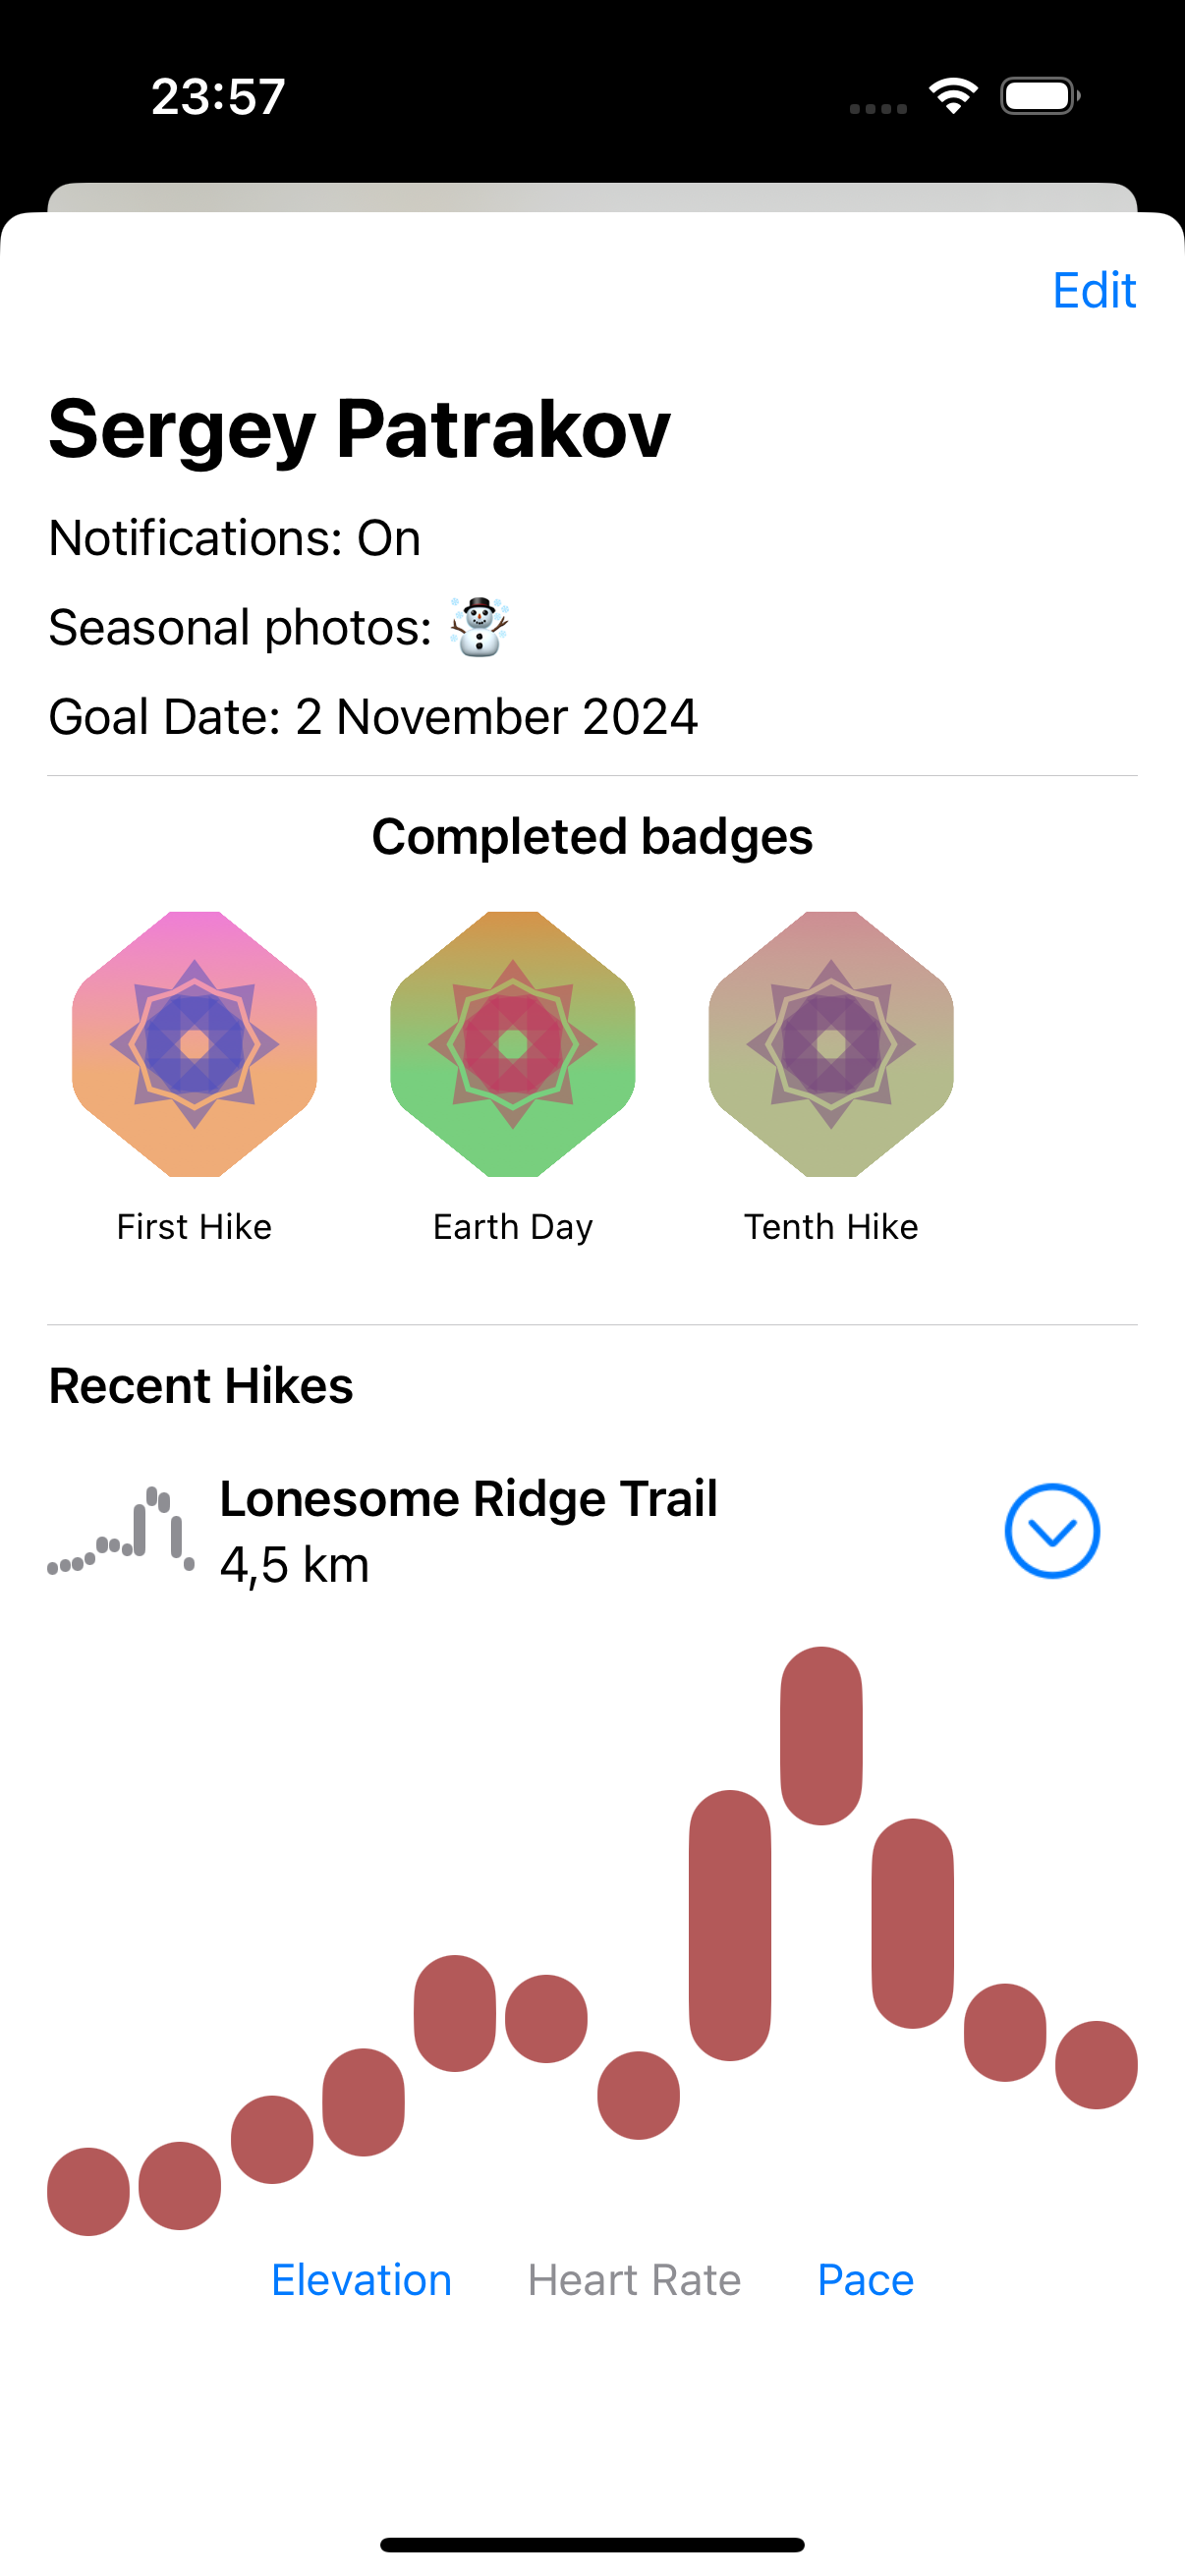 23:57
Edit
Sergey Patrakov
Notifications: On
Seasonal photos: ☃️
Goal Date: 2 November 2024
Completed badges
First Hike
Earth Day
Tenth Hike
Recent Hikes
Lonesome Ridge Trail
4,5 km
Elevation
Heart Rate
Pace